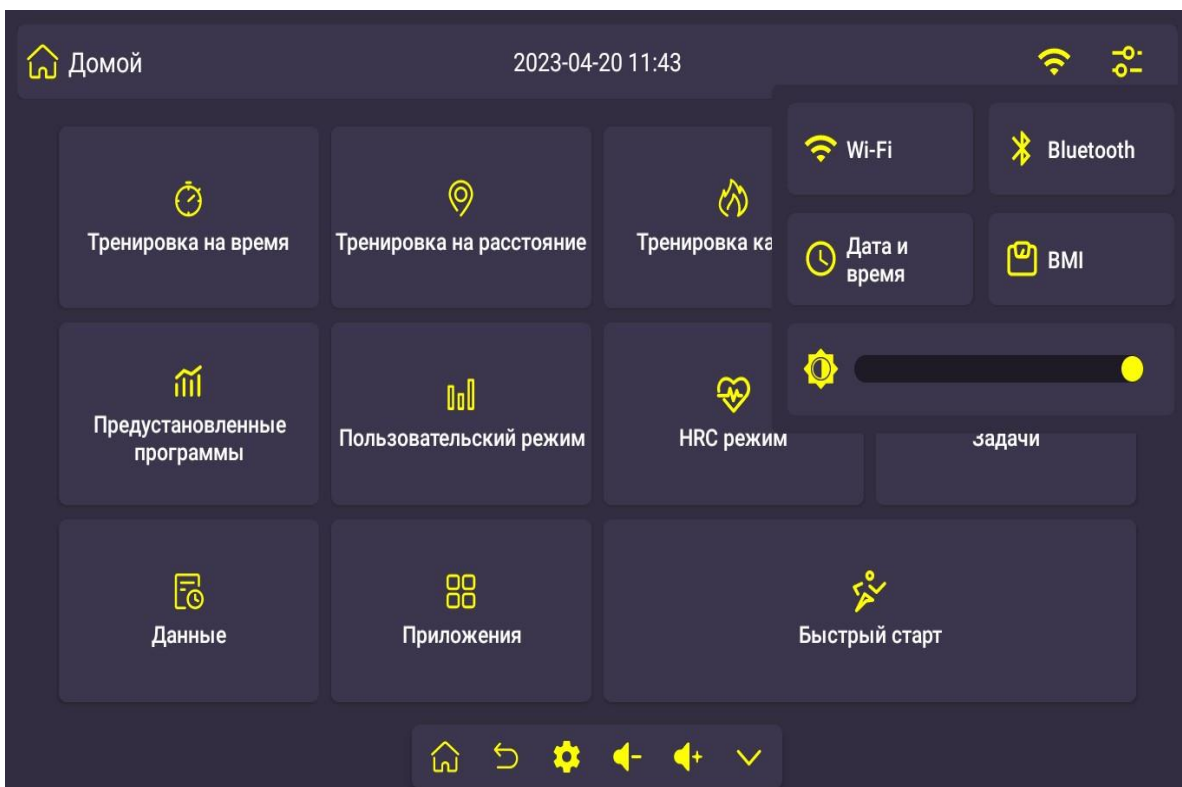 Домой
2023-04-20 11:43
Wi-Fi
Bluetooth
Дата и
время
BMI
Тренировка на время
Тренировка на расстояние
Тренировка
Предустановленные
программы
Пользовательский режим
HRC режим
Задачи
Данные
Приложения
Быстрый старт